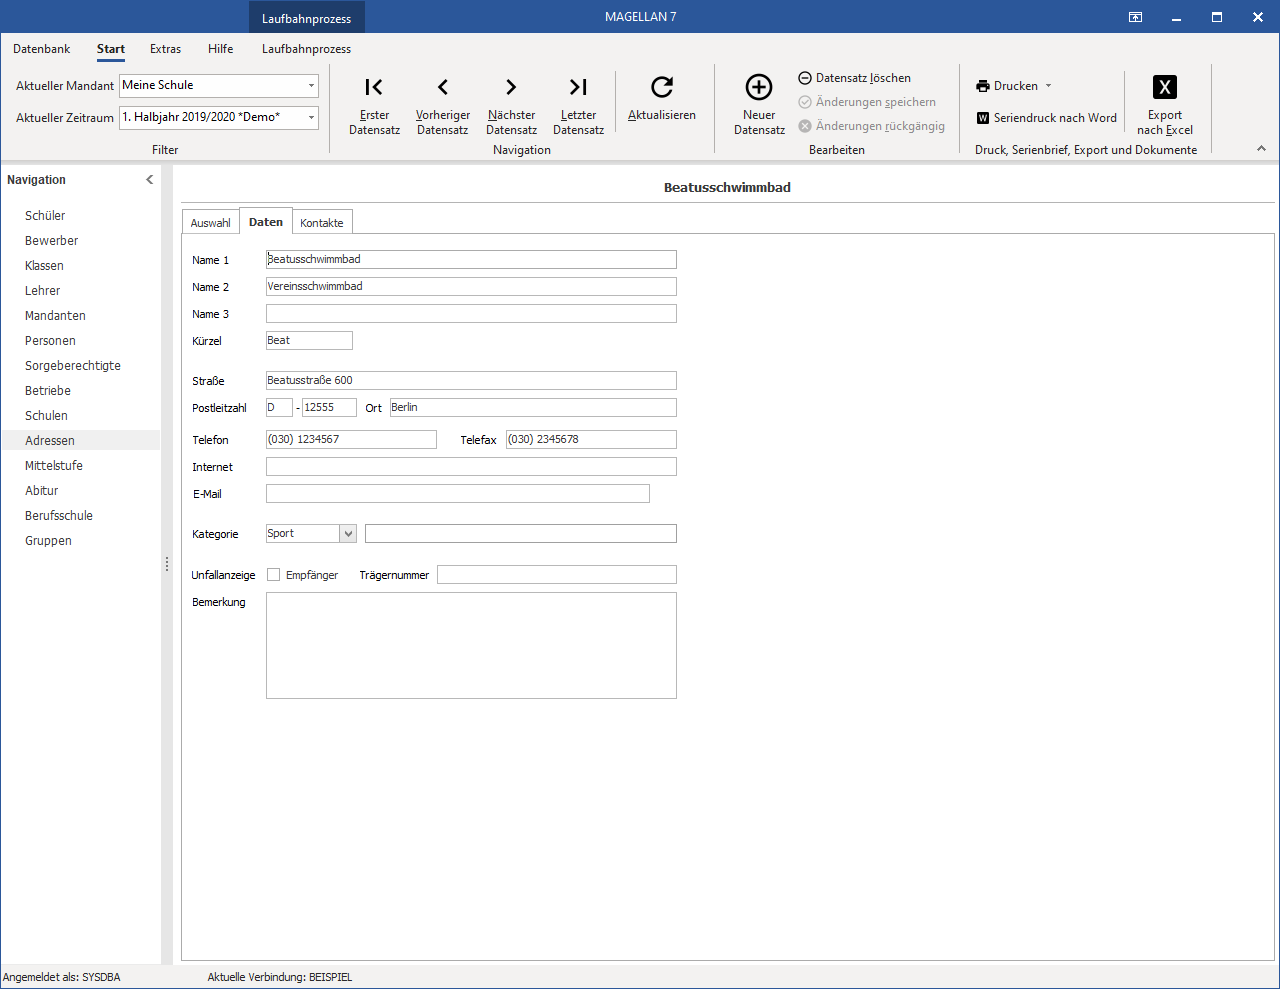 Laufbahnprozess
MAGELLAN 7
Datenbank Start Extras Hilfe Laufbahnprozess
Aktueller Mandant Meine Schule
Aktueller Zeitraum 1. Halbjahr 2019/2020 *Demo*
Filter
Erster Datensatz
Vorheriger Datensatz
Nächster Datensatz
Letzter Datensatz
Aktualisieren
Navigation
Neuer Datensatz
Datensatz löschen
Änderungen speichern
Änderungen rückgängig
Bearbeiten
Drucken
W Seriendruck nach Word
X
Export nach Excel
Druck, Serienbrief, Export und Dokumente
Navigation
Schüler
Bewerber
Klassen
Lehrer
Mandanten
Personen
Sorgeberechtigte
Betriebe
Schulen
Adressen
Mittelstufe
Abitur
Berufsschule
Gruppen
Beatusschwimmbad
Auswahl Daten Kontakte
Name 1 Beatusschwimmbad
Name 2 Vereinsschwimmbad
Name 3
Kürzel Beat
Straße Beatusstraße 600
Postleitzahl D - 12555 Ort Berlin
Telefon (030) 1234567 Telefax (030) 2345678
Internet
E-Mail
Kategorie Sport
Unfallanzeige Empfänger Trägernummer
Bemerkung
Angemeldet als: SYSDBA Aktuelle Verbindung: BEISPIEL